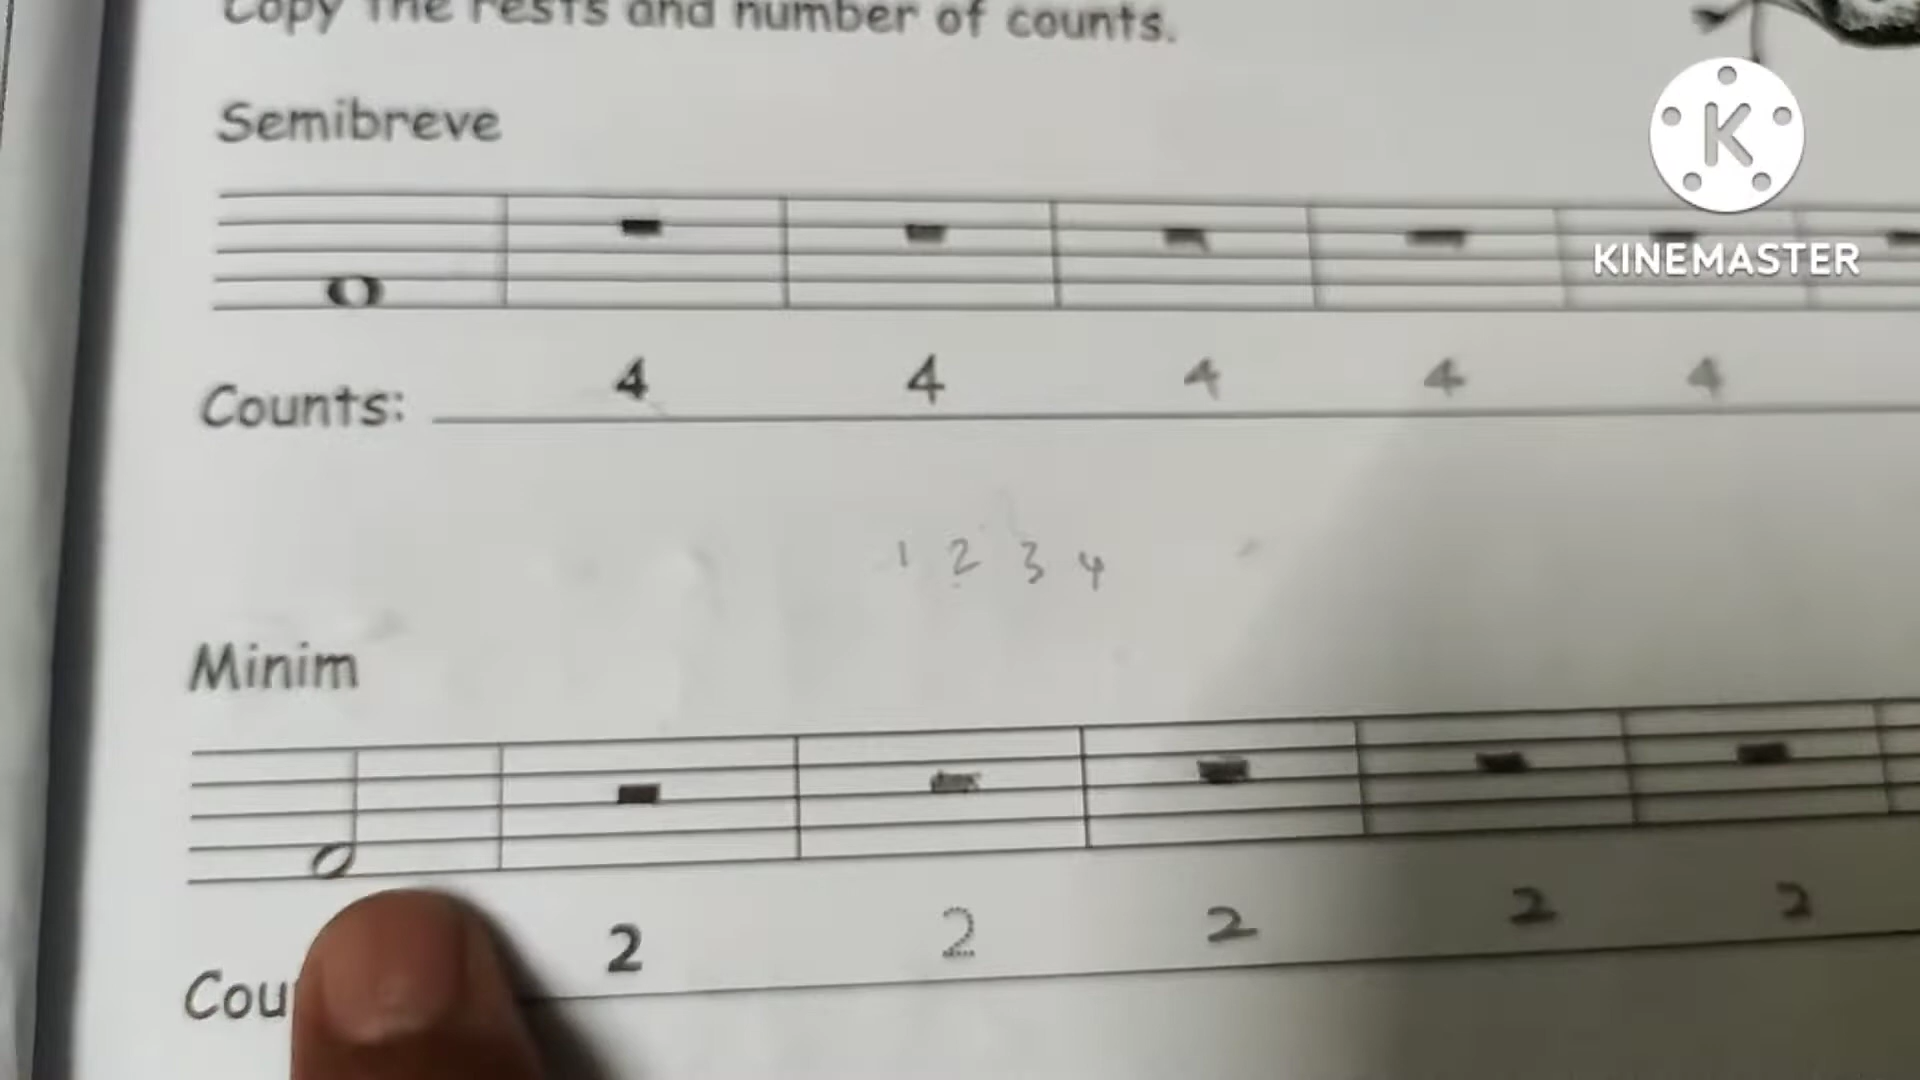 Copy the rests and number of counts.
Semibreve
K
KINEMASTER
4 4 4 4 4
Counts:
1 2 3 4
Minim
2 2 2 2 2
Cou